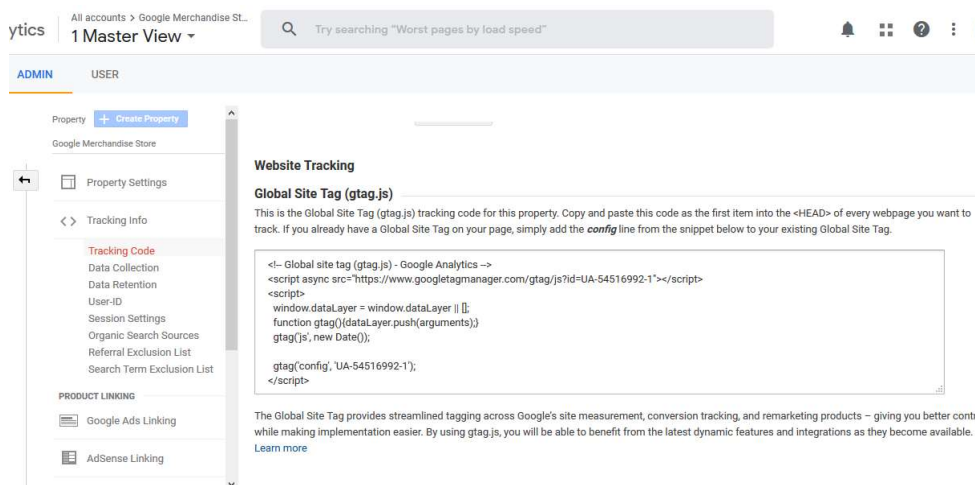 ytics
All accounts > Google Merchandise St...
1 Master View
Try searching "Worst pages by load speed"
ADMIN
USER
Property
+ Create Property
Google Merchandise Store
Property Settings
<> Tracking Info
Tracking Code
Data Collection
Data Retention
User-ID
Session Settings
Organic Search Sources
Referral Exclusion List
Search Term Exclusion List
PRODUCT LINKING
Google Ads Linking
AdSense Linking
Website Tracking
Global Site Tag (gtag.js)
This is the Global Site Tag (gtag.js) tracking code for this property. Copy and paste this code as the first item into the <HEAD> of every webpage you want to
track. If you already have a Global Site Tag on your page, simply add the config line from the snippet below to your existing Global Site Tag.
<!-- Global site tag (gtag.js) - Google Analytics -->
<script async src="https://www.googletagmanager.com/gtag/js?id=UA-54516992-1"></script>
<script>
window.dataLayer = window.dataLayer || [];
function gtag(){dataLayer.push(arguments);}
gtag('js', new Date());
gtag('config', 'UA-54516992-1');
</script>
The Global Site Tag provides streamlined tagging across Google's site measurement, conversion tracking, and remarketing products – giving you better contr
while making implementation easier. By using gtag.js, you will be able to benefit from the latest dynamic features and integrations as they become available.
Learn more